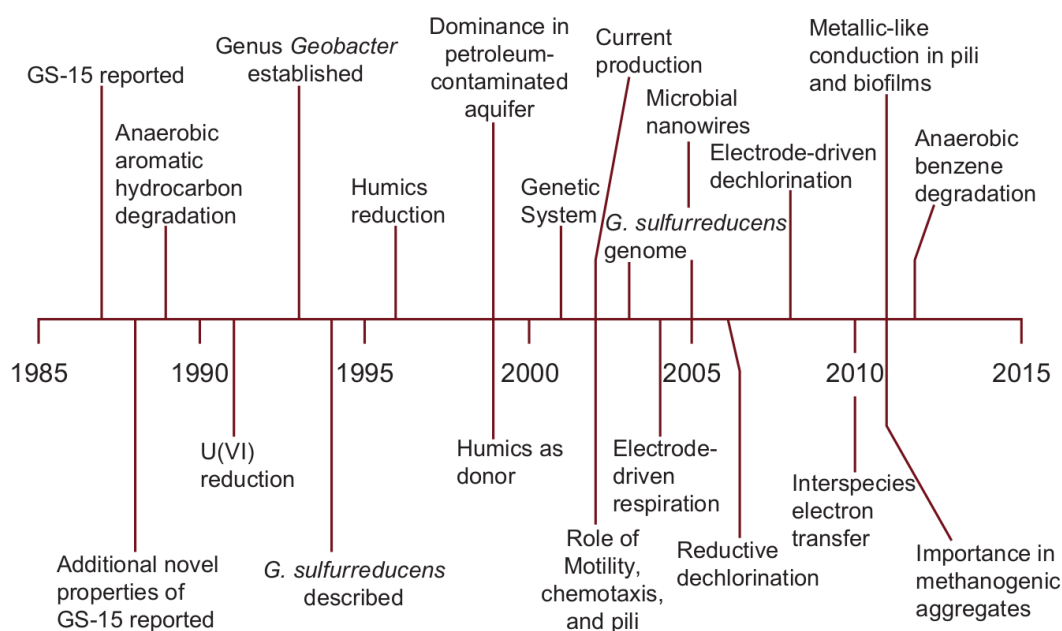 GS-15 reported
Anaerobic
aromatic
hydrocarbon
degradation
Genus Geobacter
established
Humics
reduction
Dominance in
petroleum-
contaminated
aquifer
Genetic
System
Current
production
G. sulfurreducens
genome
Microbial
nanowires
Electrode-driven
dechlorination
Metallic-like
conduction in pili
and biofilms
Anaerobic
benzene
degradation
1985
1990
1995
2000
2005
2010
2015
Additional novel
properties of
GS-15 reported
U(VI)
reduction
G. sulfurreducens
described
Humics as
donor
Role of
Motility,
chemotaxis,
and pili
Electrode-
driven
respiration
Reductive
dechlorination
Interspecies
electron
transfer
Importance in
methanogenic
aggregates